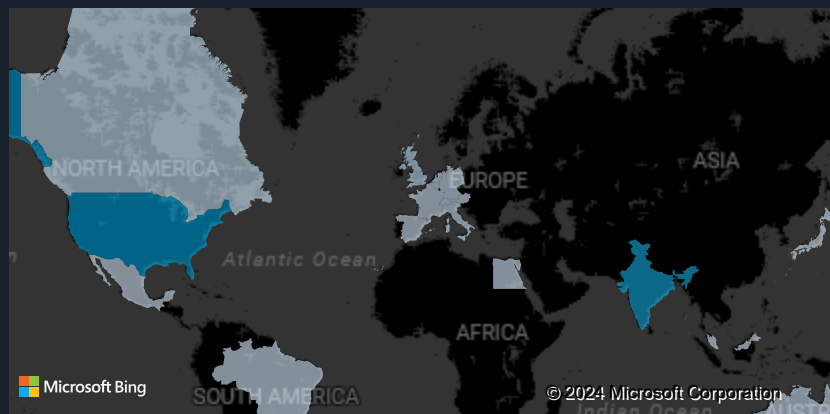 NORTH AMERICA
EUROPE
ASIA
Atlantic Ocean
AFRICA
SOUTH AMERICA
Microsoft Bing
© 2024 Microsoft Corporation
Indian Ocean